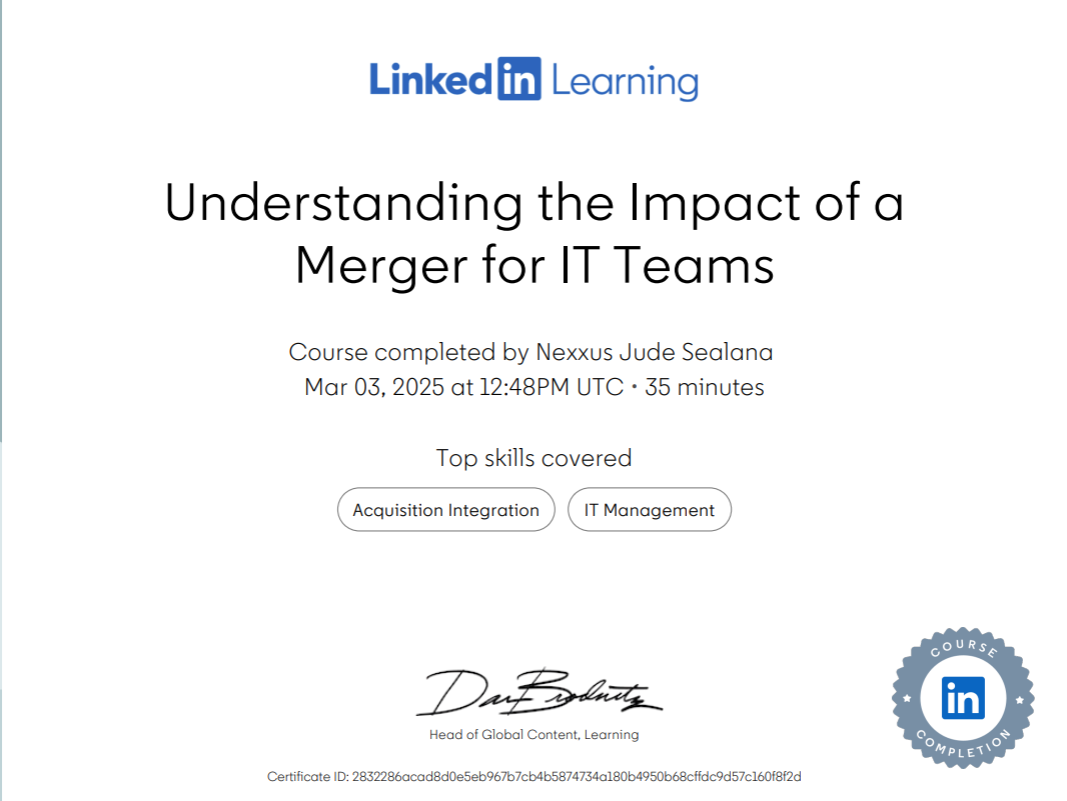 Linkedin Learning
Understanding the Impact of a
Merger for IT Teams
Course completed by Nexxus Jude Sealana
Mar 03, 2025 at 12:48PM UTC • 35 minutes
Top skills covered
Acquisition Integration
IT Management
Dan Brodnitz
Head of Global Content, Learning
COURSE
in
COMPLETION
Certificate ID: 2832286acad8d0e5eb967b7cb4b5874734a180b4950b68cffdc9d57c160f8f2d